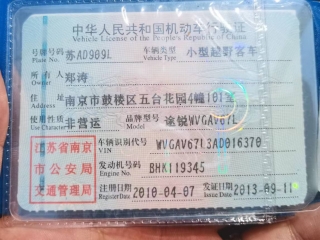 中华人民共和国机动车行驶证
Vehicle License of the People's Republic of China
号牌号码 苏AD989L 车辆类型 小型越野客车
Plate No. Vehicle Type
所有人 邓涛
Owner
住址 南京市鼓楼区五台花园4幢101室
Address
使用性质 非营运 品牌型号 途锐WVGAV67L
Use Character Model
江苏省南京 车辆识别代号 WVGAV67L3AD016370
VIN
市公安局 发动机号码 BHK119345
Engine No.
交通管理局 注册日期 2010-04-07 发证日期 2013-09-11
Register Date Issue Date